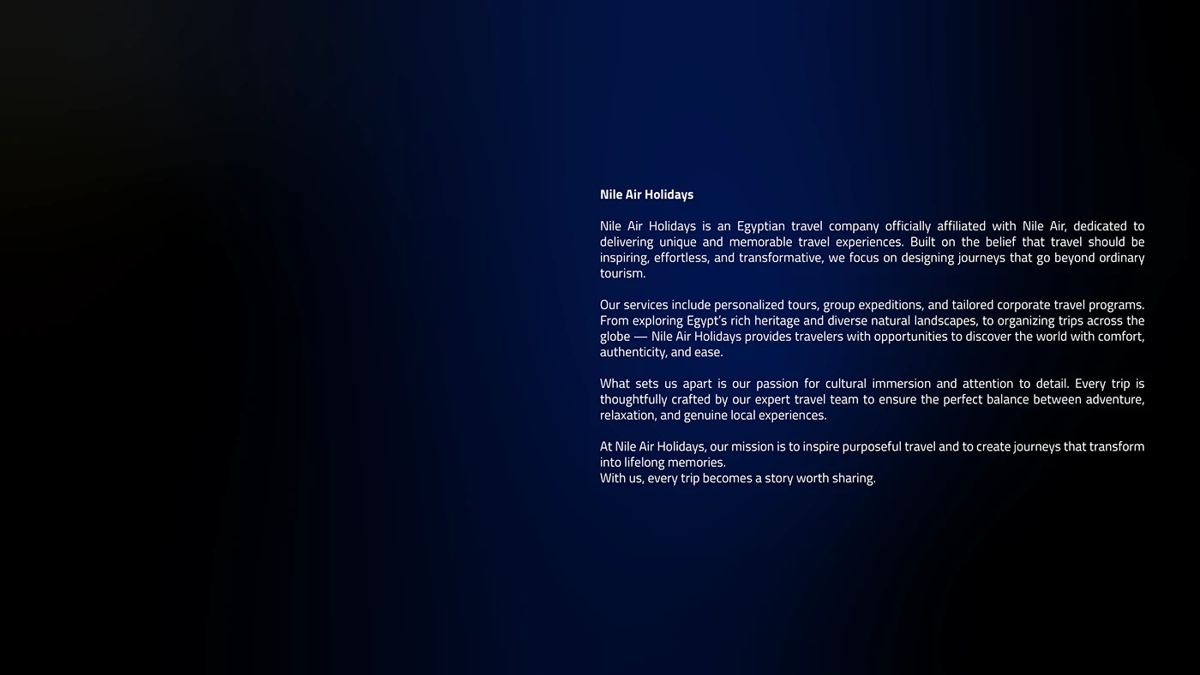 Nile Air Holidays
Nile Air Holidays is an Egyptian travel company officially affiliated with Nile Air, dedicated to
delivering unique and memorable travel experiences. Built on the belief that travel should be
inspiring, effortless, and transformative, we focus on designing journeys that go beyond ordinary
tourism.
Our services include personalized tours, group expeditions, and tailored corporate travel programs.
From exploring Egypt’s rich heritage and diverse natural landscapes, to organizing trips across the
globe — Nile Air Holidays provides travelers with opportunities to discover the world with comfort,
authenticity, and ease.
What sets us apart is our passion for cultural immersion and attention to detail. Every trip is
thoughtfully crafted by our expert travel team to ensure the perfect balance between adventure,
relaxation, and genuine local experiences.
At Nile Air Holidays, our mission is to inspire purposeful travel and to create journeys that transform
into lifelong memories.
With us, every trip becomes a story worth sharing.